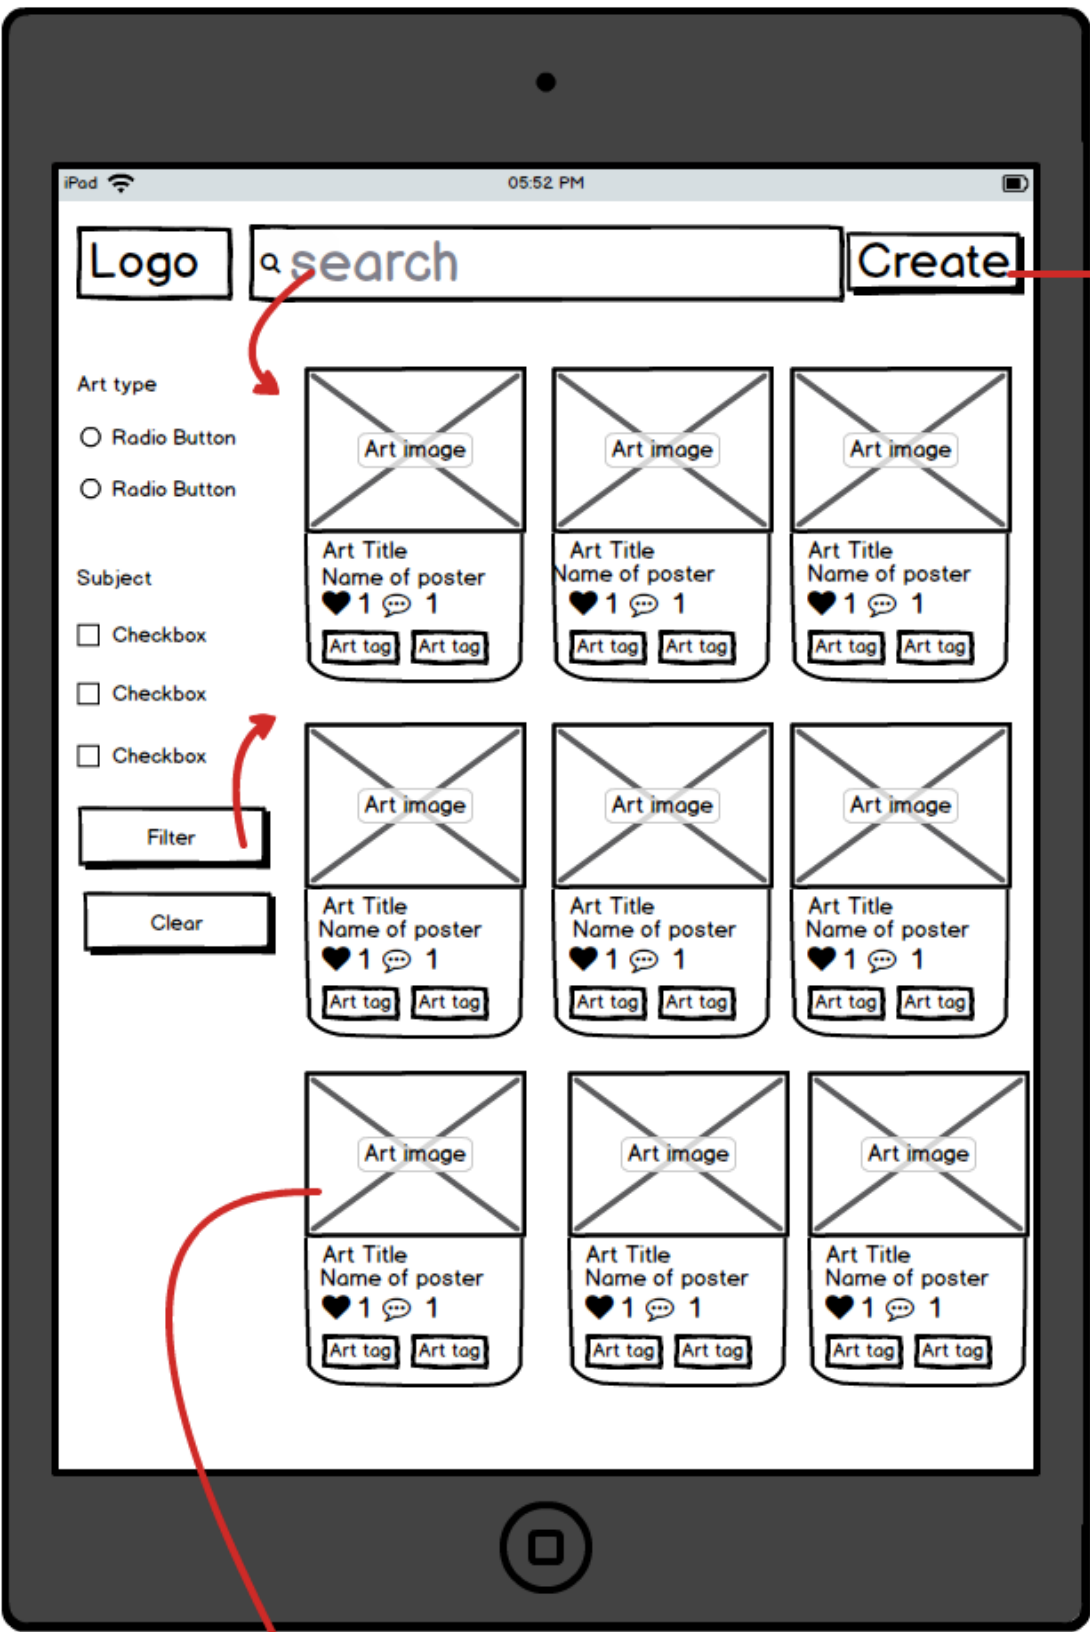 iPad 05:52 PM
Logo search Create
Art type
Radio Button
Radio Button
Subject
Checkbox
Checkbox
Checkbox
Filter
Clear
Art image Art image Art image
Art Title Art Title Art Title
Name of poster Name of poster Name of poster
1 1 1 1 1 1
Art tag Art tag Art tag Art tag Art tag Art tag
Art image Art image Art image
Art Title Art Title Art Title
Name of poster Name of poster Name of poster
1 1 1 1 1 1
Art tag Art tag Art tag Art tag Art tag Art tag
Art image Art image Art image
Art Title Art Title Art Title
Name of poster Name of poster Name of poster
1 1 1 1 1 1
Art tag Art tag Art tag Art tag Art tag Art tag